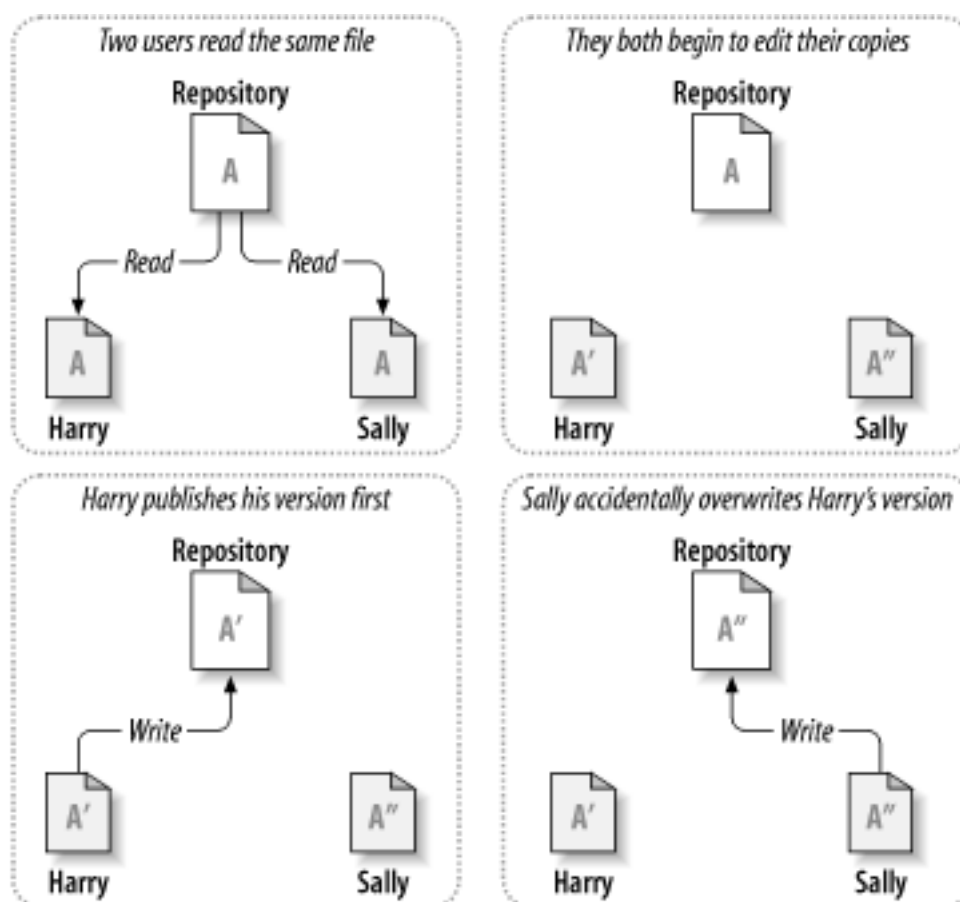 Two users read the same file
Repository
A
Read Read
A A
Harry Sally
They both begin to edit their copies
Repository
A
A′ A″
Harry Sally
Harry publishes his version first
Repository
A′
Write
A′ A″
Harry Sally
Sally accidentally overwrites Harry's version
Repository
A″
Write
A′ A″
Harry Sally